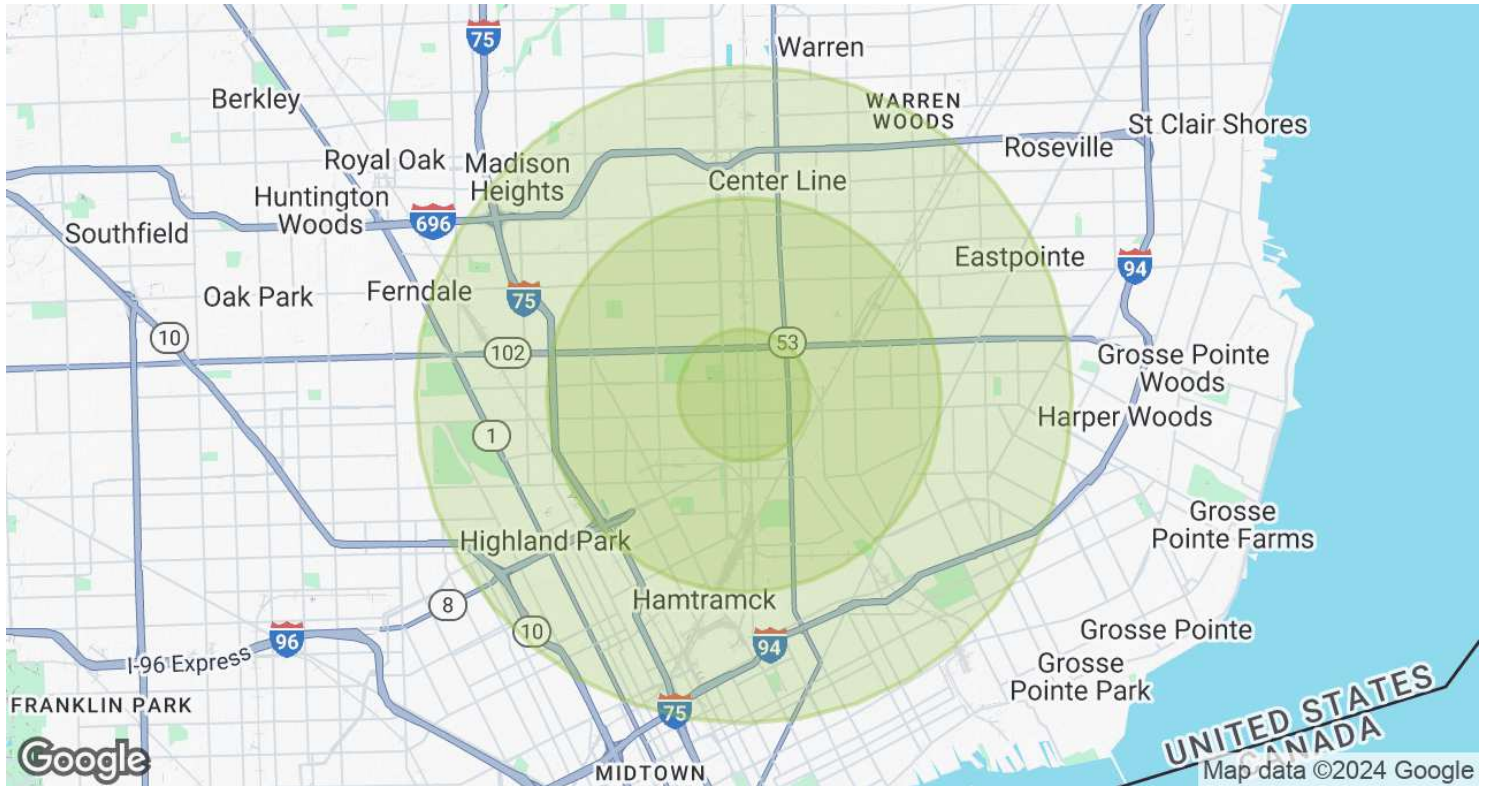 75
Warren
Berkley
WARREN
WOODS
St Clair Shores
Roseville
Royal Oak
Madison
Heights
Center Line
Huntington
Woods
696
Southfield
Eastpointe
94
Oak Park
Ferndale
75
10
102
53
Grosse Pointe
Woods
Harper Woods
1
Grosse
Pointe Farms
Highland Park
Hamtramck
8
10
96
94
Grosse Pointe
I-96 Express
Grosse
Pointe Park
FRANKLIN PARK
75
UNITED STATES
CANADA
Google
MIDTOWN
Map data ©2024 Google